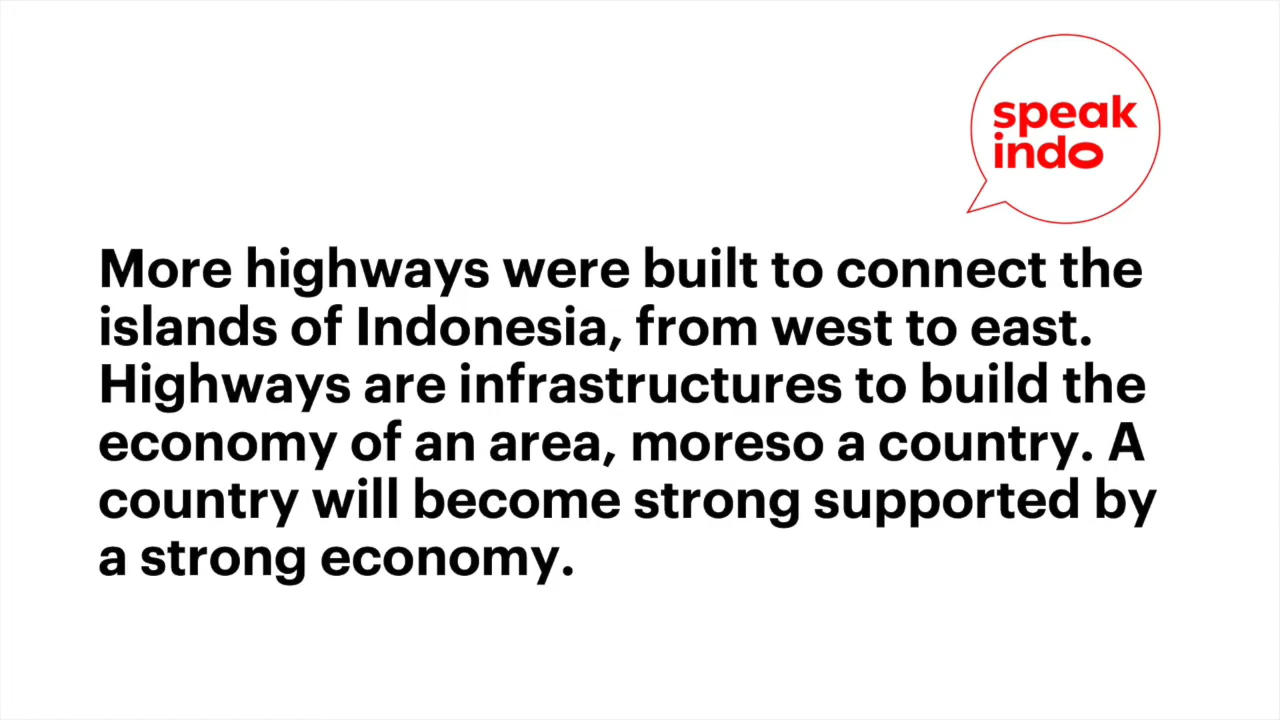 speak
indo
More highways were built to connect the
islands of Indonesia, from west to east.
Highways are infrastructures to build the
economy of an area, moreso a country. A
country will become strong supported by
a strong economy.